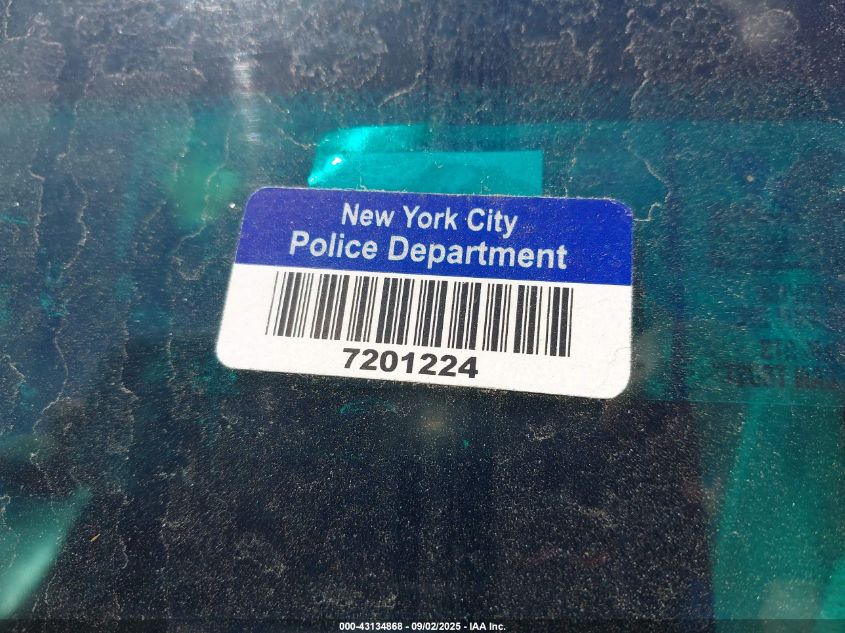 New York City
Police Department
7201224
000-43134868 - 09/02/2025 - IAA Inc.